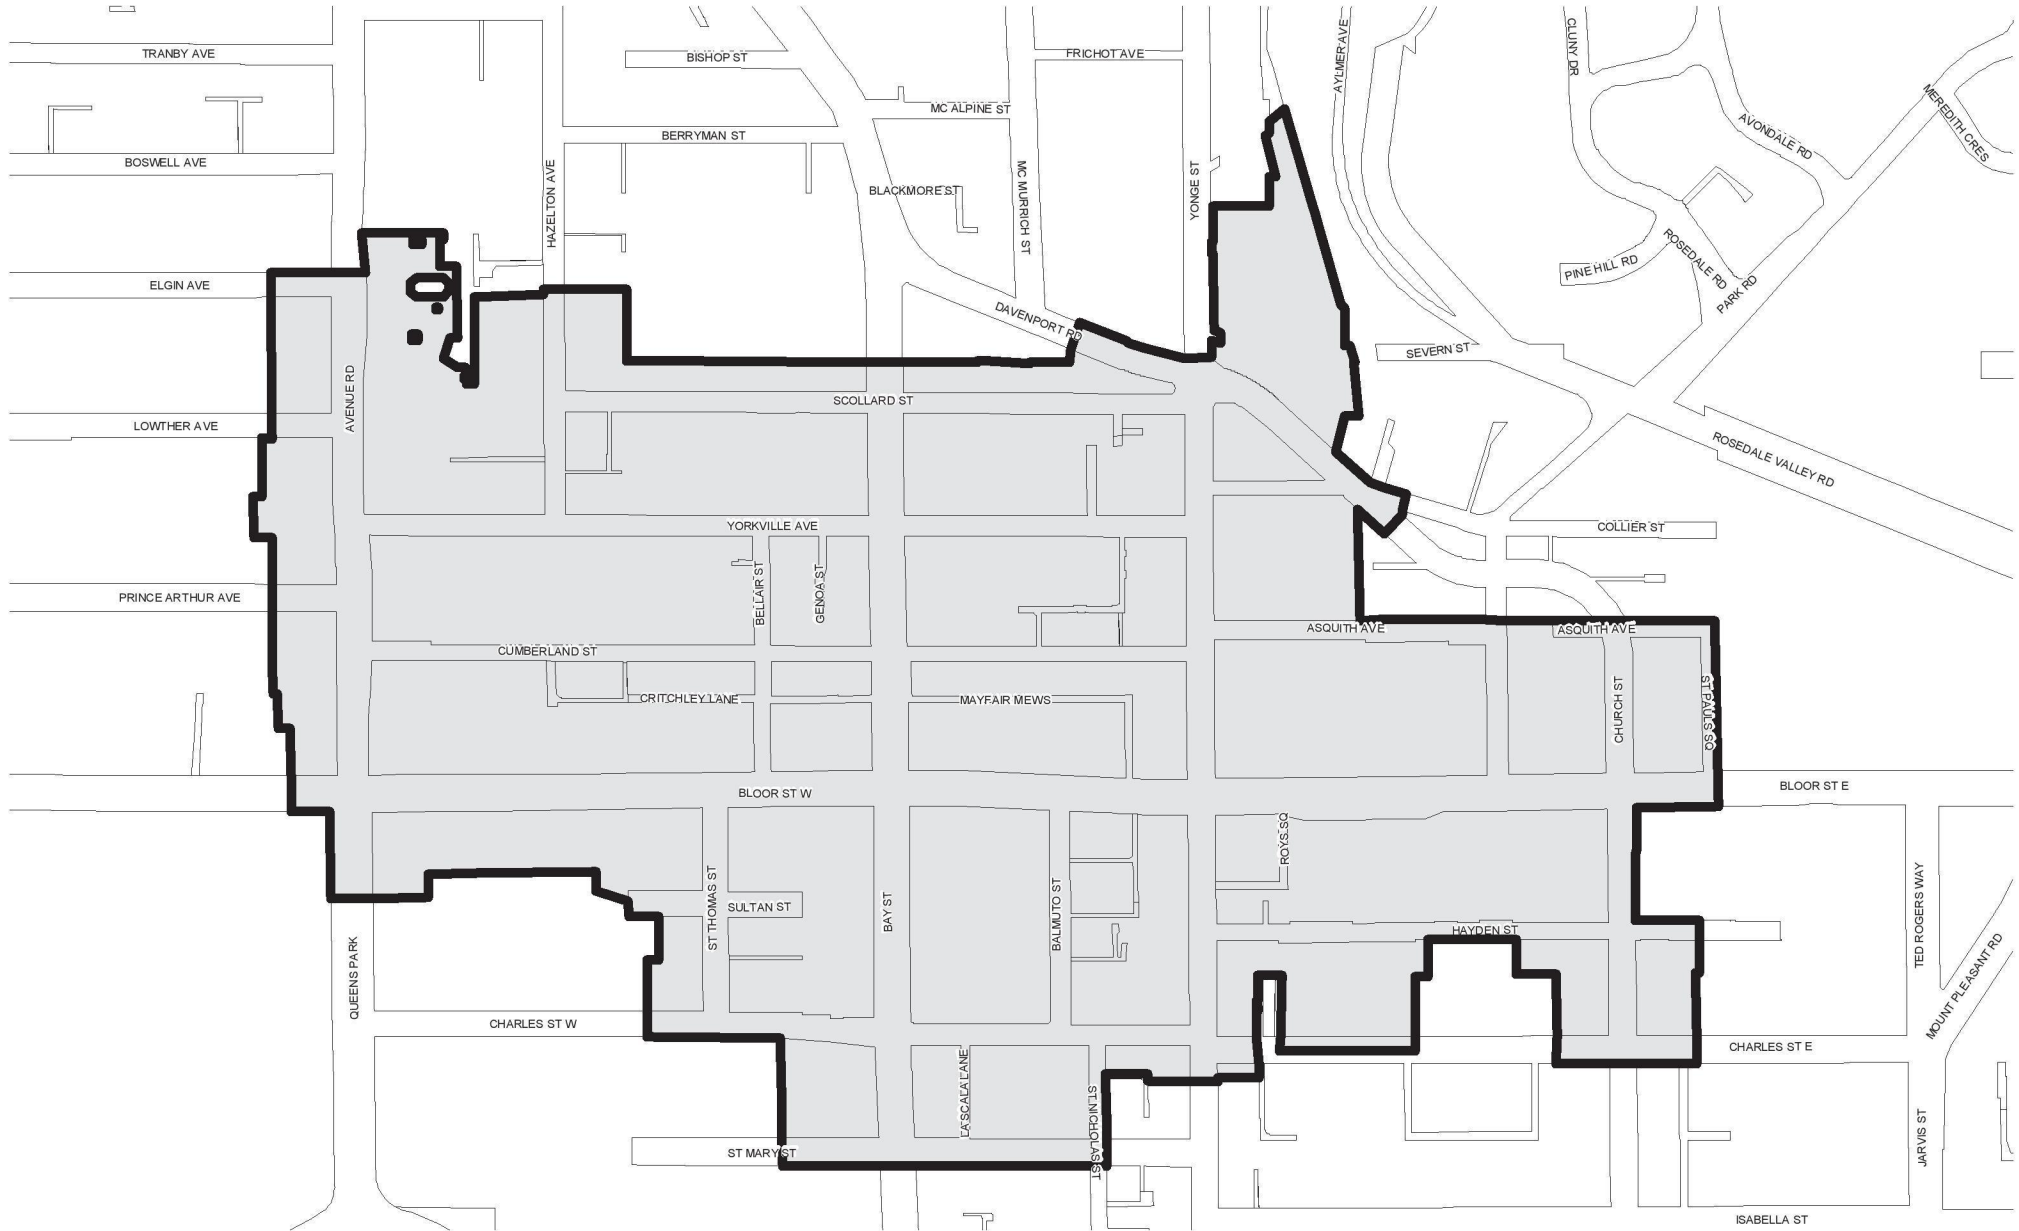 TRANBY AVE
BISHOP ST
FRICHOT AVE
AYLMER AVE
CLUNY DR
MEREDITH CRES
AVONDALE RD
MC ALPINE ST
BERRYMAN ST
BOSWELL AVE
HAZELTON AVE
BLACKMORE ST
MC MURRICH ST
YONGE ST
ROSEDALE RD
PINE HILL RD
PARK RD
ELGIN AVE
DAVENPORT RD
SEVERN ST
AVENUE RD
SCOLLARD ST
LOWTHER AVE
ROSEDALE VALLEY RD
YORKVILLE AVE
COLLIER ST
BELLAIR ST
GENOA ST
PRINCE ARTHUR AVE
ASQUITH AVE
ASQUITH AVE
CUMBERLAND ST
CRITCHLEY LANE
MAYFAIR MEWS
CHURCH ST
ST PAULS SQ
BLOOR ST W
BLOOR ST E
ROYS SQ
ST THOMAS ST
SULTAN ST
BAY ST
BALMUTO ST
HAYDEN ST
TED ROGERS WAY
MOUNT PLEASANT RD
QUEENS PARK
CHARLES ST W
CHARLES ST E
LA SCALA LANE
ST NICHOLAS ST
ST MARY ST
JARVIS ST
ISABELLA ST